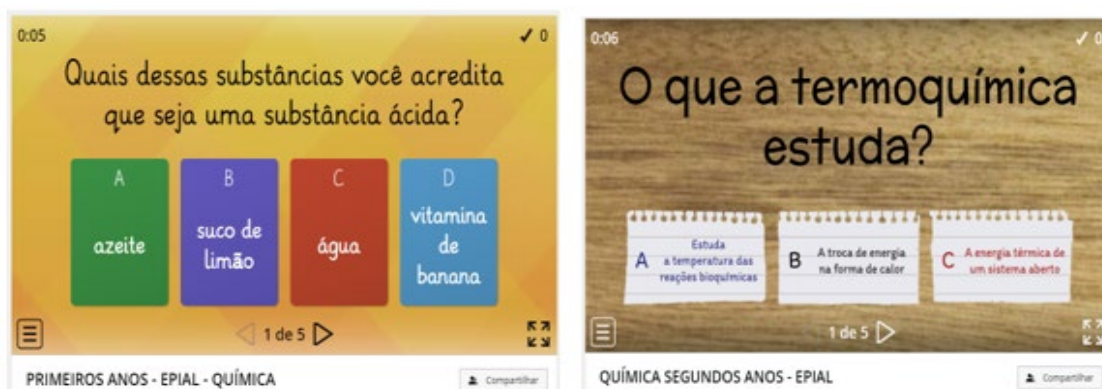 0:05
✓ 0
Quais dessas substâncias você acredita
que seja uma substância ácida?
A
azeite
B
suco de
limão
C
água
D
vitamina
de
banana
1 de 5
PRIMEIROS ANOS - EPIAL - QUÍMICA
Compartilhar
0:06
✓ 0
O que a termoquímica
estuda?
A
Estuda
a temperatura das
reações bioquímicas
B
A troca de energia
na forma de calor
C
A energia térmica de
um sistema aberto
1 de 5
QUÍMICA SEGUNDOS ANOS - EPIAL
Compartilhar